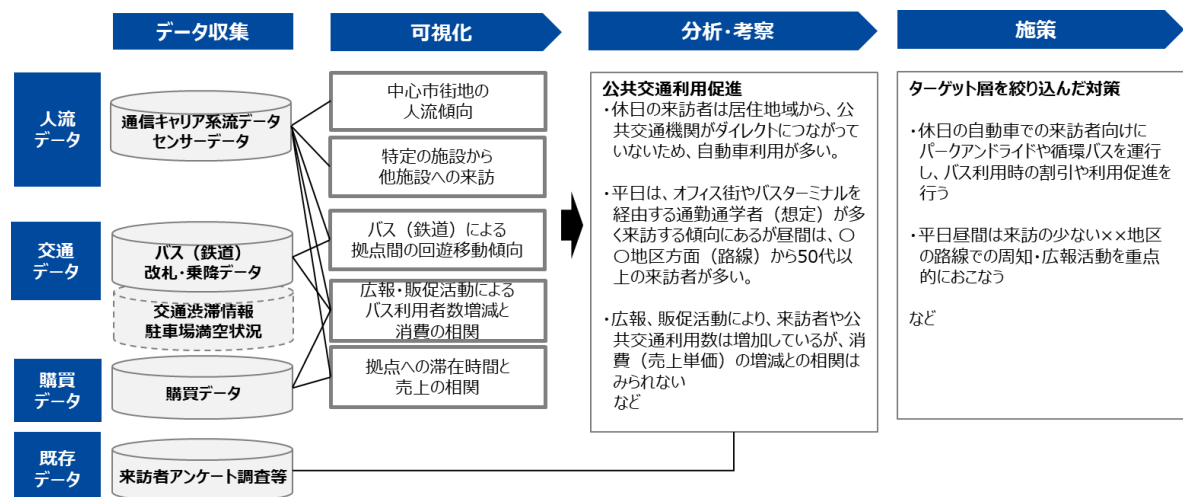 データ収集
可視化
分析・考察
施策
人流
データ
通信キャリア系流データ
センサーデータ
交通
データ
バス（鉄道）
改札・乗降データ
交通渋滞情報
駐車場満空状況
購買
データ
購買データ
既存
データ
来訪者アンケート調査等
中心市街地の
人流傾向
特定の施設から
他施設への来訪
バス（鉄道）による
拠点間の回遊移動傾向
広報・販促活動による
バス利用者数増減と
消費の相関
拠点への滞在時間と
売上の相関
公共交通利用促進
・休日の来訪者は居住地域から、公
共交通機関がダイレクトにつながって
いないため、自動車利用が多い。
・平日は、オフィス街やバスターミナルを
経由する通勤通学者（想定）が多
く来訪する傾向にあるが昼間は、〇
〇地区方面（路線）から50代以
上の来訪者が多い。
・広報、販促活動により、来訪者や公
共交通利用数は増加しているが、消
費（売上単価）の増減との相関は
みられない
など
ターゲット層を絞り込んだ対策
・休日の自動車での来訪者向けに
パークアンドライドや循環バスを運行
し、バス利用時の割引や利用促進を
行う
・平日昼間は来訪の少ない××地区
の路線での周知・広報活動を重点
的におこなう
など